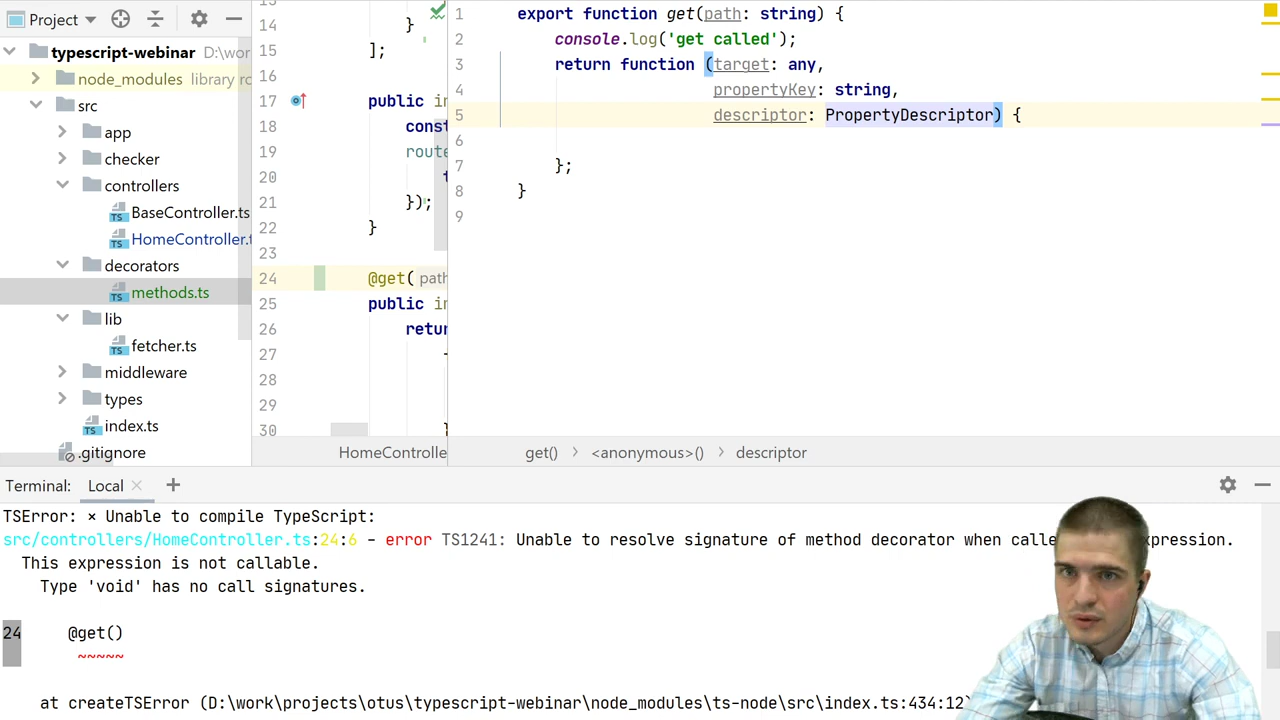 Project
typescript-webinar D:\wor
node_modules library ro
src
app
checker
controllers
BaseController.ts
HomeController.t
decorators
methods.ts
lib
fetcher.ts
middleware
types
index.ts
.gitignore
14 }
15 ];
16
17 public in
18 const
19 route
20 t
21 });
22 }
23
24 @get( path
25 public in
26 retur
27
28
29
30 }
HomeControlle
1 export function get(path: string) {
2 console.log('get called');
3 return function (target: any,
4 propertyKey: string,
5 descriptor: PropertyDescriptor) {
6
7 };
8 }
9
get() > <anonymous>() > descriptor
Terminal: Local × +
TSError: ⨯ Unable to compile TypeScript:
src/controllers/HomeController.ts:24:6 - error TS1241: Unable to resolve signature of method decorator when calle xpression.
This expression is not callable.
Type 'void' has no call signatures.
24 @get()
~~~~~
at createTSError (D:\work\projects\otus\typescript-webinar\node_modules\ts-node\src\index.ts:434:12)